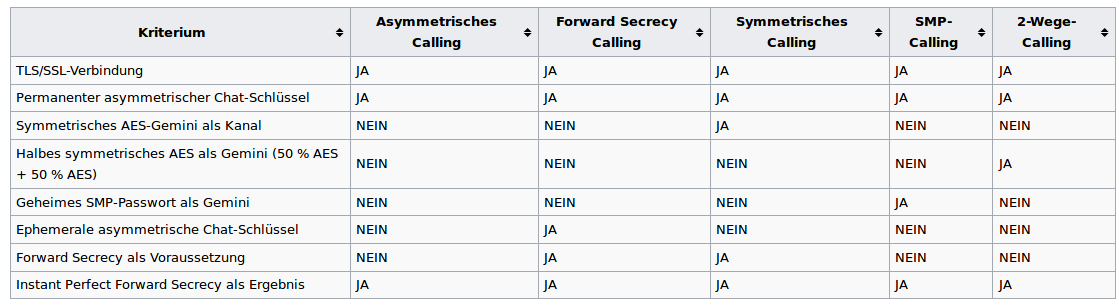 Kriterium Asymmetrisches Calling Forward Secrecy Calling Symmetrisches Calling SMP-Calling 2-Wege-Calling
TLS/SSL-Verbindung JA JA JA JA JA
Permanenter asymmetrischer Chat-Schlüssel JA JA JA JA JA
Symmetrisches AES-Gemini als Kanal NEIN NEIN JA NEIN NEIN
Halbes symmetrisches AES als Gemini (50 % AES + 50 % AES) NEIN NEIN NEIN NEIN JA
Geheimes SMP-Passwort als Gemini NEIN NEIN NEIN JA NEIN
Ephemerale asymmetrische Chat-Schlüssel NEIN JA NEIN NEIN NEIN
Forward Secrecy als Voraussetzung NEIN JA JA NEIN NEIN
Instant Perfect Forward Secrecy als Ergebnis JA JA JA JA JA